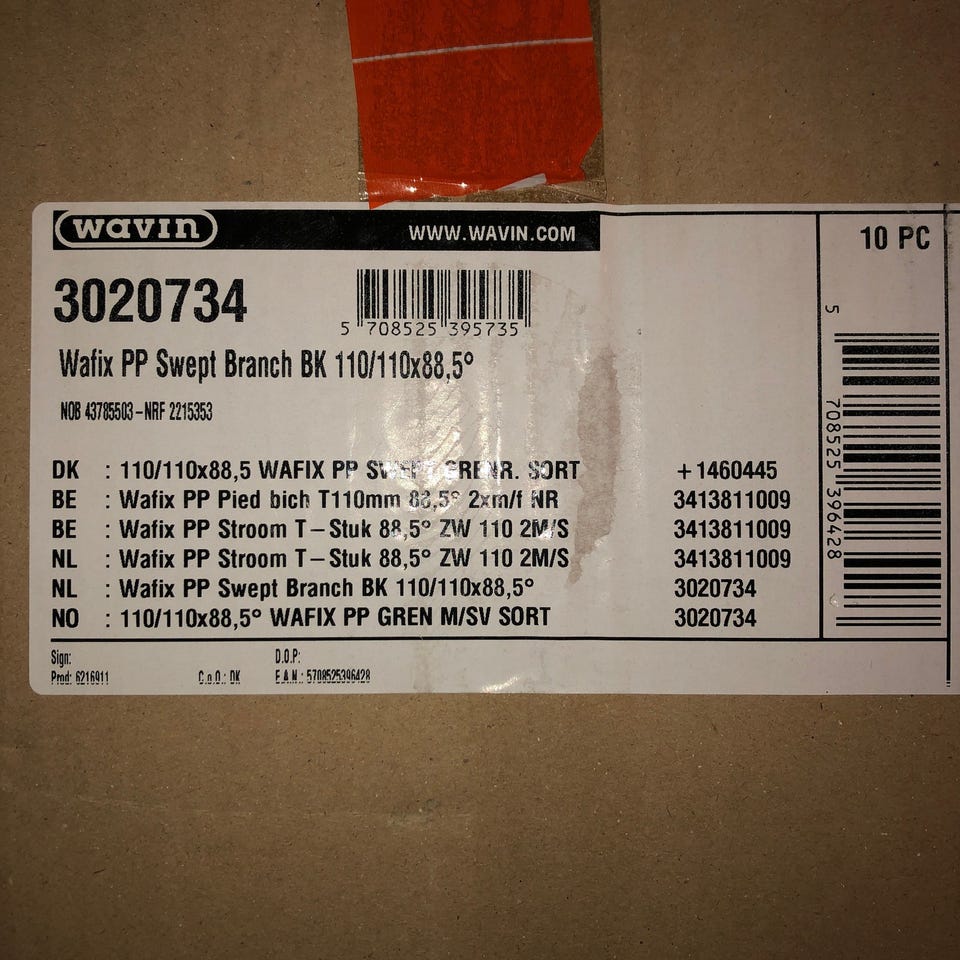 wavin WWW.WAVIN.COM
10 PC
3020734
5 708525 395735
Wafix PP Swept Branch BK 110/110x88,5°
NOB 43785503-NRF 2215353
DK : 110/110x88,5 WAFIX PP SWEPT GRENR. SORT +1460445
BE : Wafix PP Pied bich T110mm 88,5° 2xm/f NR 3413811009
BE : Wafix PP Stroom T-Stuk 88,5° ZW 110 2M/S 3413811009
NL : Wafix PP Stroom T-Stuk 88,5° ZW 110 2M/S 3413811009
NL : Wafix PP Swept Branch BK 110/110x88,5° 3020734
NO : 110/110x88,5° WAFIX PP GREN M/SV SORT 3020734
5 708525 396428
Sign: D.O.P:
Prod: 6216911 C.o.O.: DK E.A.N.: 5708525396428